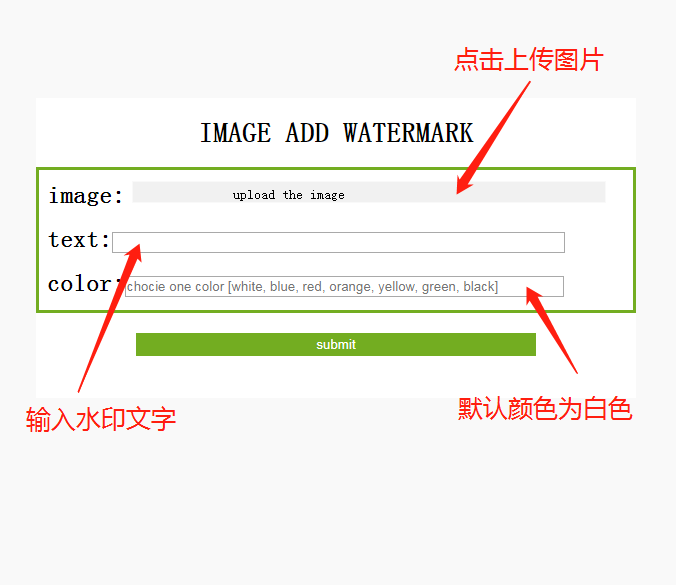 点击上传图片
IMAGE ADD WATERMARK
image: upload the image
text:
color: chocie one color [white, blue, red, orange, yellow, green, black]
submit
输入水印文字
默认颜色为白色